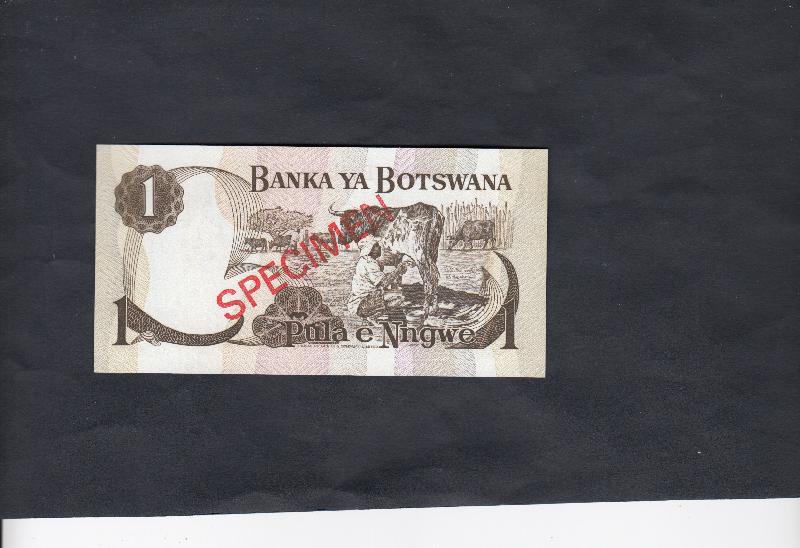 1
BANKA YA BOTSWANA
SPECIMEN
1 Pula e Nngwe 1